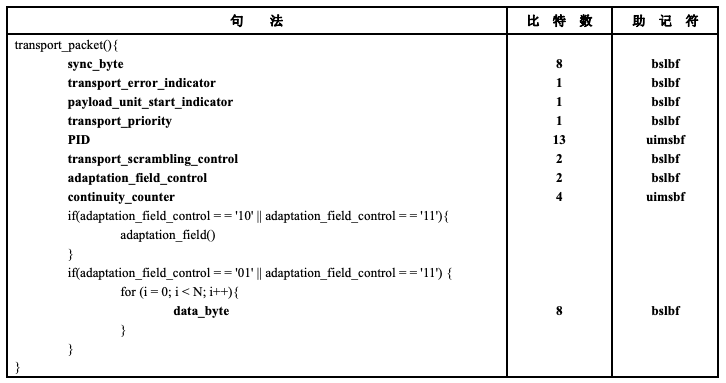 句 法 比 特 数 助 记 符
transport_packet(){
sync_byte 8 bslbf
transport_error_indicator 1 bslbf
payload_unit_start_indicator 1 bslbf
transport_priority 1 bslbf
PID 13 uimsbf
transport_scrambling_control 2 bslbf
adaptation_field_control 2 bslbf
continuity_counter 4 uimsbf
if(adaptation_field_control = = '10' || adaptation_field_control = = '11'){
adaptation_field()
}
if(adaptation_field_control = = '01' || adaptation_field_control = = '11') {
for (i = 0; i < N; i++){
data_byte 8 bslbf
}
}
}